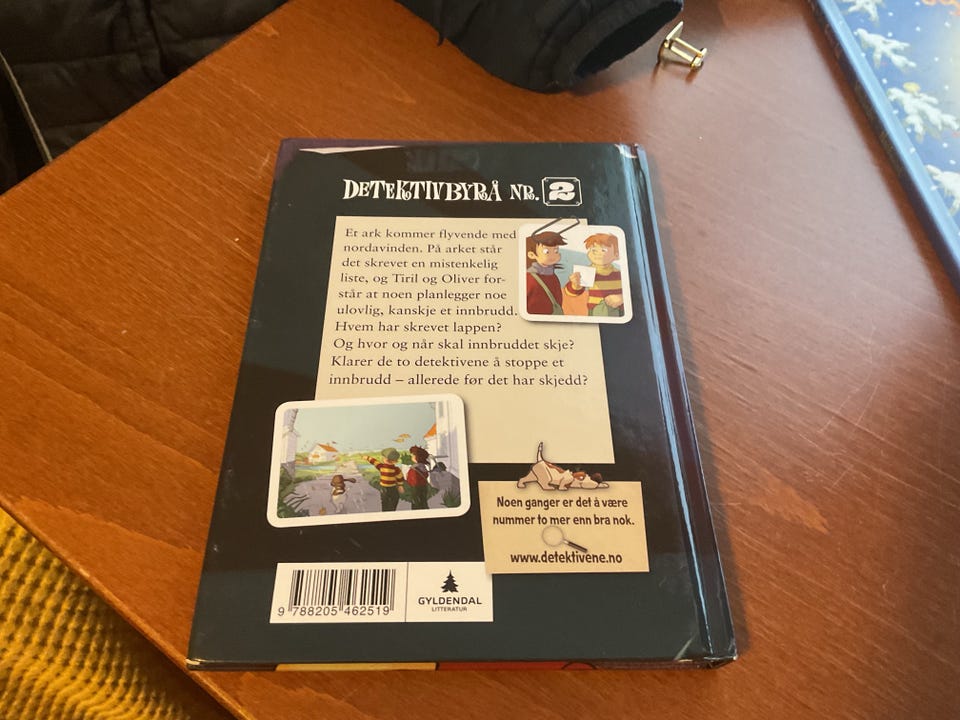 DETEKTIVBYRÅ NR. 2
Et ark kommer flyvende med
nordavinden. På arket står
det skrevet en mistenkelig
liste, og Tiril og Oliver for-
står at noen planlegger noe
ulovlig, kanskje et innbrudd.
Hvem har skrevet lappen?
Og hvor og når skal innbruddet skje?
Klarer de to detektivene å stoppe et
innbrudd – allerede før det har skjedd?
Noen ganger er det å være
nummer to mer enn bra nok.
www.detektivene.no
9 788205 462519
GYLDENDAL
LITTERATUR